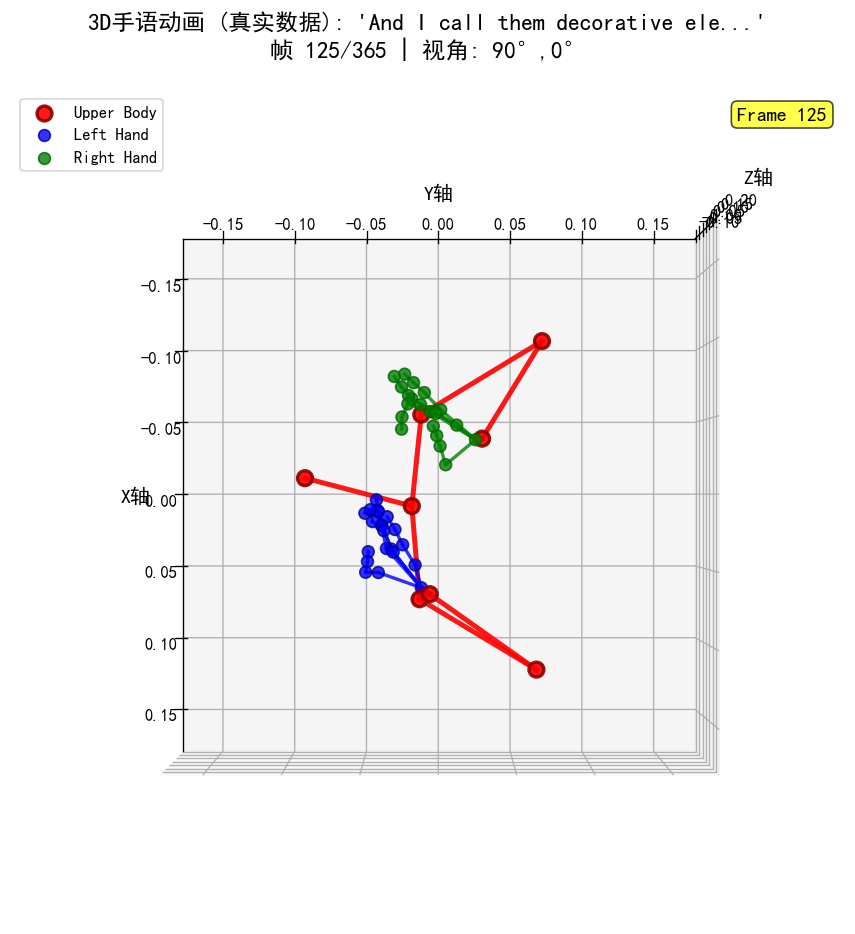 3D手语动画 (真实数据): 'And I call them decorative ele...'
帧 125/365 | 视角: 90°,0°
Upper Body
Left Hand
Right Hand
Frame 125
Z轴
Y轴
-0.15 -0.10 -0.05 0.00 0.05 0.10 0.15
-0.15
-0.10
-0.05
X轴
0.00
0.05
0.10
0.15